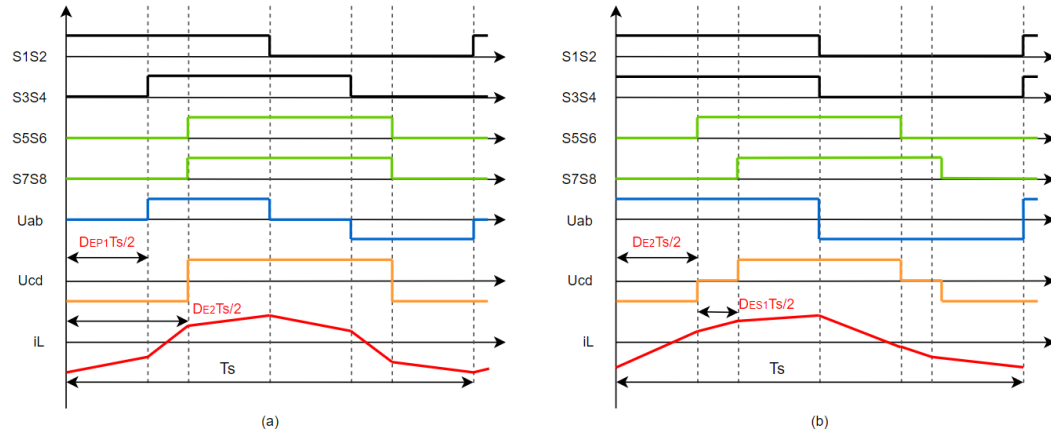 S1S2
S3S4
S5S6
S7S8
Uab
DEP1Ts/2
Ucd
DE2Ts/2
iL
Ts
(a)
S1S2
S3S4
S5S6
S7S8
Uab
DE2Ts/2
Ucd
DES1Ts/2
iL
Ts
(b)